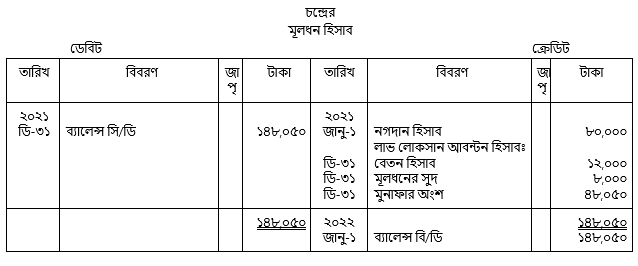 চন্দ্রের
মূলধন হিসাব
ডেবিট ক্রেডিট
তারিখ বিবরণ জা পৃ টাকা তারিখ বিবরণ জা পৃ টাকা
২০২১ ২০২১
ডি-৩১ ব্যালেন্স সি/ডি ১৪৮,০৫০ জানু-১ নগদান হিসাব ৮০,০০০
লাভ লোকসান আবন্টন হিসাবঃ
ডি-৩১ বেতন হিসাব ১২,০০০
ডি-৩১ মূলধনের সুদ ৮,০০০
ডি-৩১ মুনাফার অংশ ৪৮,০৫০
১৪৮,০৫০ ২০২২ ১৪৮,০৫০
জানু-১ ব্যালেন্স বি/ডি ১৪৮,০৫০